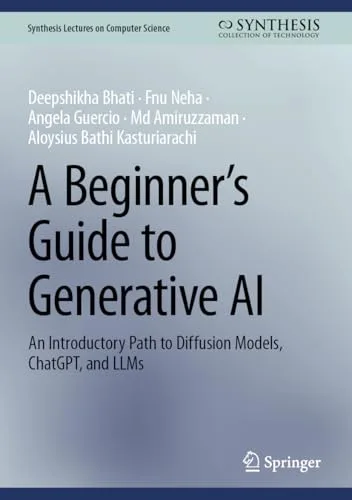 Synthesis Lectures on Computer Science
SYNTHESIS
COLLECTION OF TECHNOLOGY
Deepshikha Bhati · Fnu Neha ·
Angela Guercio · Md Amiruzzaman ·
Aloysius Bathi Kasturiarachi
A Beginner’s
Guide to
Generative AI
An Introductory Path to Diffusion Models,
ChatGPT, and LLMs
Springer